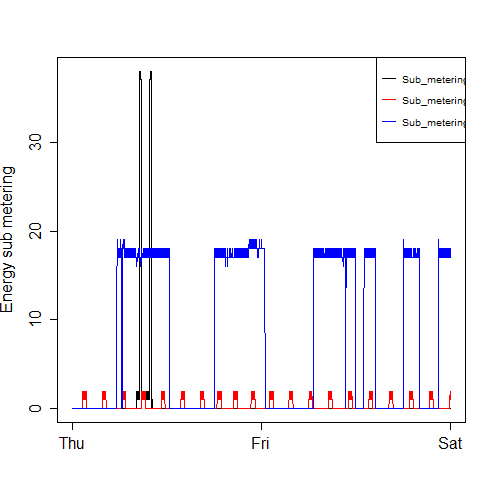 Energy sub metering
30
20
10
0
Thu
Fri
Sat
Sub_metering
Sub_metering
Sub_metering